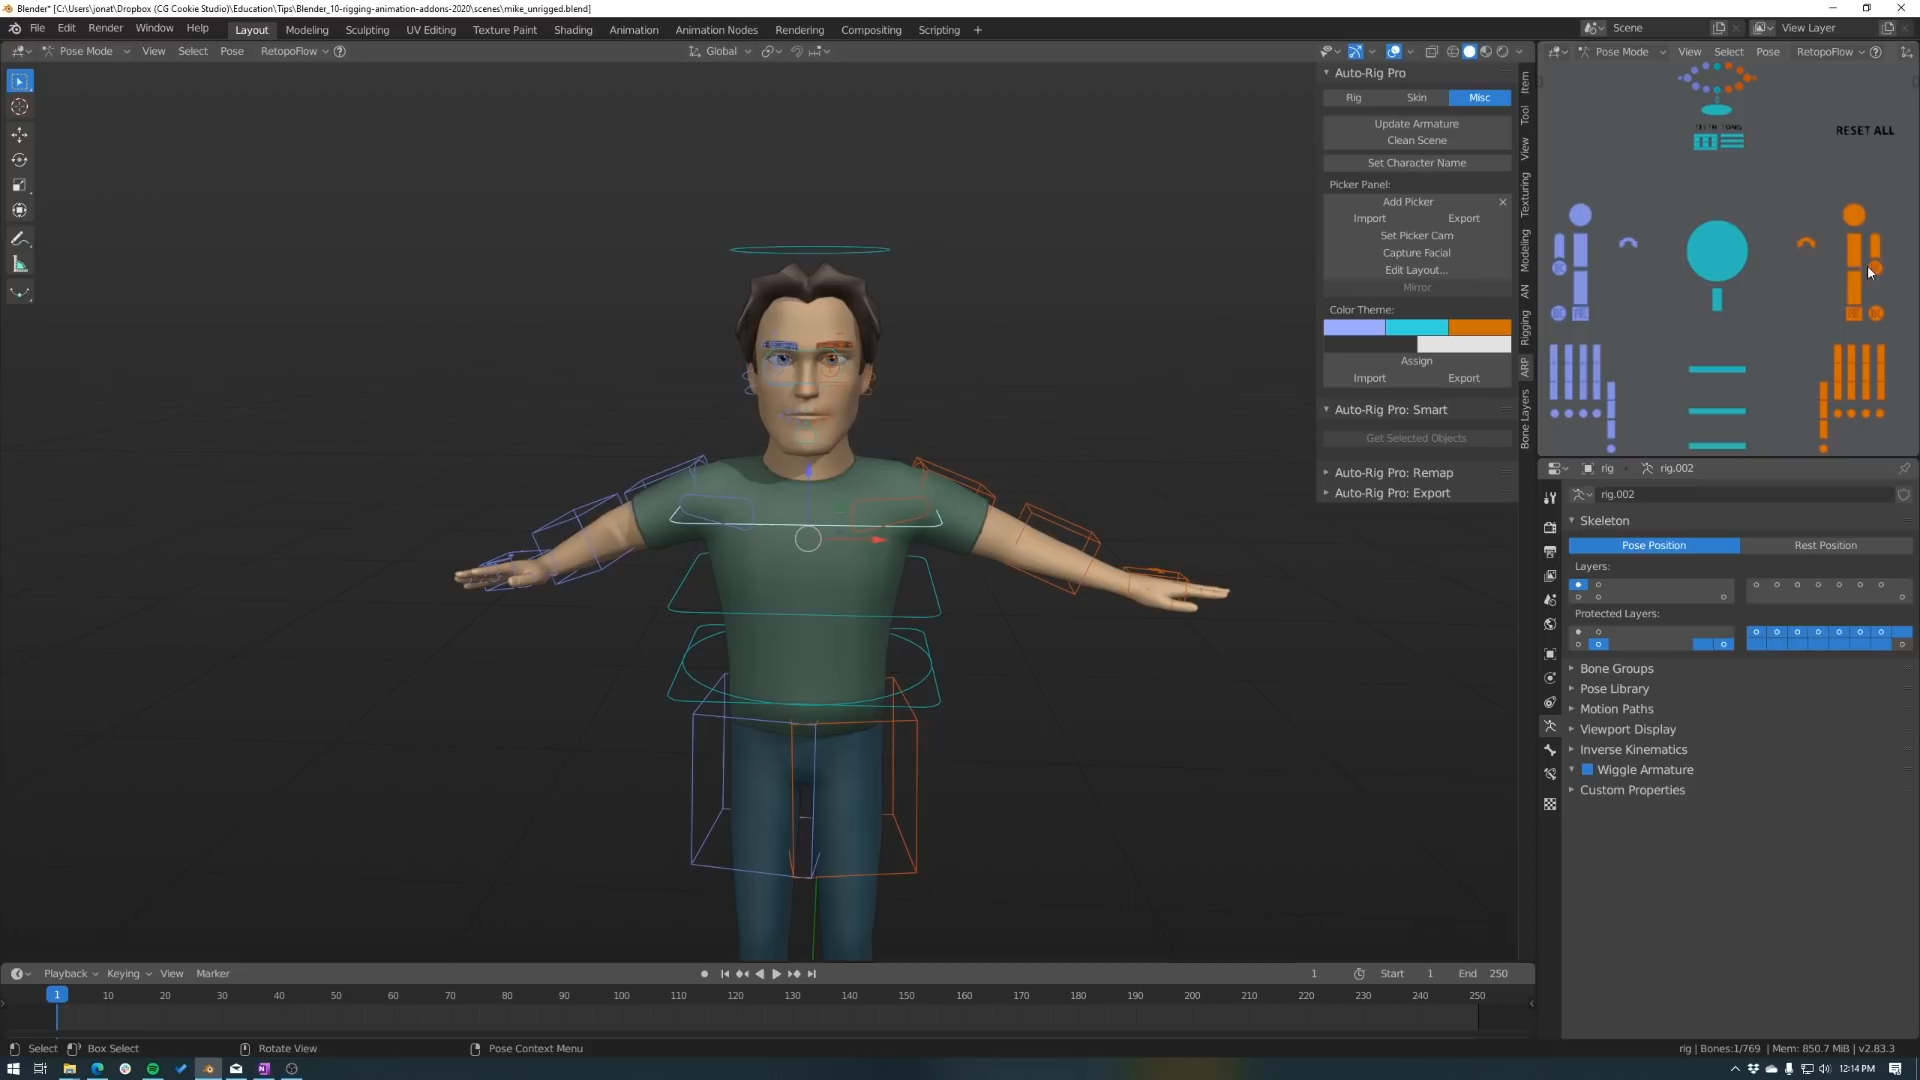 Blender* [C:\Users\jonat\Dropbox (CG Cookie Studio)\Education\Tips\Blender_10-rigging-animation-addons-2020\scenes\mike_unrigged.blend]
File Edit Render Window Help Layout Modeling Sculpting UV Editing Texture Paint Shading Animation Animation Nodes Rendering Compositing Scripting + Scene View Layer
Pose Mode View Select Pose RetopoFlow Global Pose Mode View Select Pose RetopoFlow
Auto-Rig Pro
Rig Skin Misc
Update Armature
Clean Scene
Set Character Name
Picker Panel:
Add Picker
Import Export
Set Picker Cam
Capture Facial
Edit Layout...
Mirror
Color Theme:
Assign
Import Export
Auto-Rig Pro: Smart
Get Selected Objects
Auto-Rig Pro: Remap
Auto-Rig Pro: Export
Item
Tool
View
Texturing
Modeling
AN
Rigging
ARP
Bone Layers
RESET ALL
rig rig.002
rig.002
Skeleton
Pose Position Rest Position
Layers:
Protected Layers:
Bone Groups
Pose Library
Motion Paths
Viewport Display
Inverse Kinematics
Wiggle Armature
Custom Properties
Playback Keying View Marker 1 Start 1 End 250
1 10 20 30 40 50 60 70 80 90 100 110 120 130 140 150 160 170 180 190 200 210 220 230 240 250
Select Box Select Rotate View Pose Context Menu rig | Bones:1/769 | Mem: 850.7 MiB | v2.83.3
12:14 PM